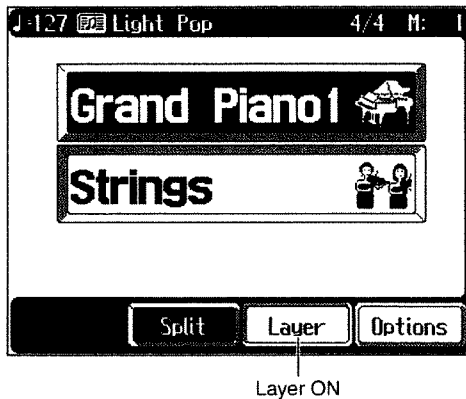 ♩=127 Light Pop 4/4 M: 1
Grand Piano1
Strings
Split Layer Options
Layer ON